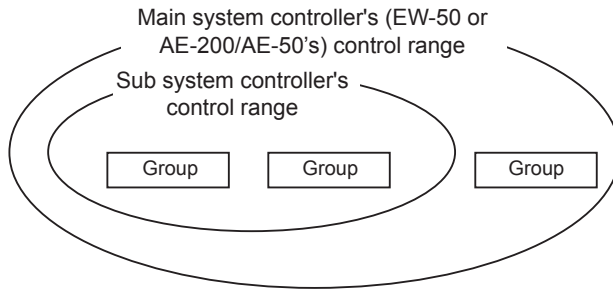 Main system controller's (EW-50 or
AE-200/AE-50’s) control range
Sub system controller's
control range
Group
Group
Group